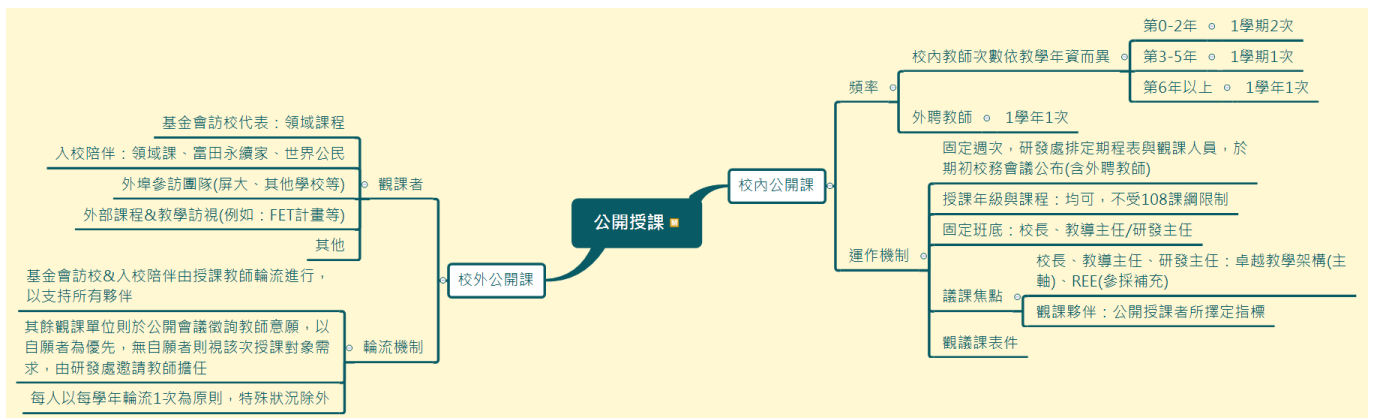 公開授課
校內公開課
頻率
校內教師次數依教學年資而異
第0-2年
1學期2次
第3-5年
1學期1次
第6年以上
1學年1次
外聘教師
1學年1次
運作機制
固定週次，研發處排定期程表與觀課人員，於
期初校務會議公布(含外聘教師)
授課年級與課程：均可，不受108課綱限制
固定班底：校長、教導主任/研發主任
議課焦點
校長、教導主任、研發主任：卓越教學架構(主
軸)、REE(參採補充)
觀課夥伴：公開授課者所擇定指標
觀議課表件
校外公開課
觀課者
基金會訪校代表：領域課程
入校陪伴：領域課、富田永續家、世界公民
外埠參訪團隊(屏大、其他學校等)
外部課程&教學訪視(例如：FET計畫等)
其他
輪流機制
基金會訪校&入校陪伴由授課教師輪流進行，
以支持所有夥伴
其餘觀課單位則於公開會議徵詢教師意願，以
自願者為優先，無自願者則視該次授課對象需
求，由研發處邀請教師擔任
每人以每學年輪流1次為原則，特殊狀況除外